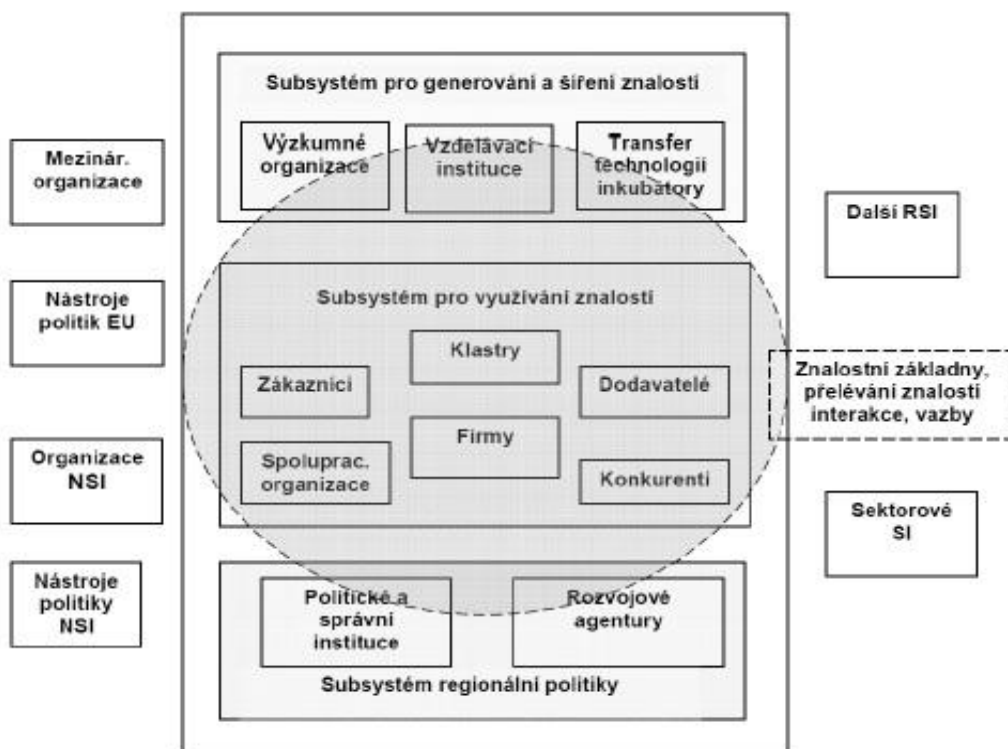 Subsystém pro generování a šíření znalostí
Výzkumné
organizace
Vzdělávací
instituce
Transfer
technologií
inkubátory
Mezinár.
organizace
Nástroje
politik EU
Organizace
NSI
Nástroje
politiky
NSI
Subsystém pro využívání znalostí
Klastry
Zákazníci
Dodavatelé
Firmy
Spoluprac.
organizace
Konkurenti
Politické a
správní
instituce
Rozvojové
agentury
Subsystém regionální politiky
Další RSI
Znalostní základny,
přelévání znalostí
interakce, vazby
Sektorové
SI